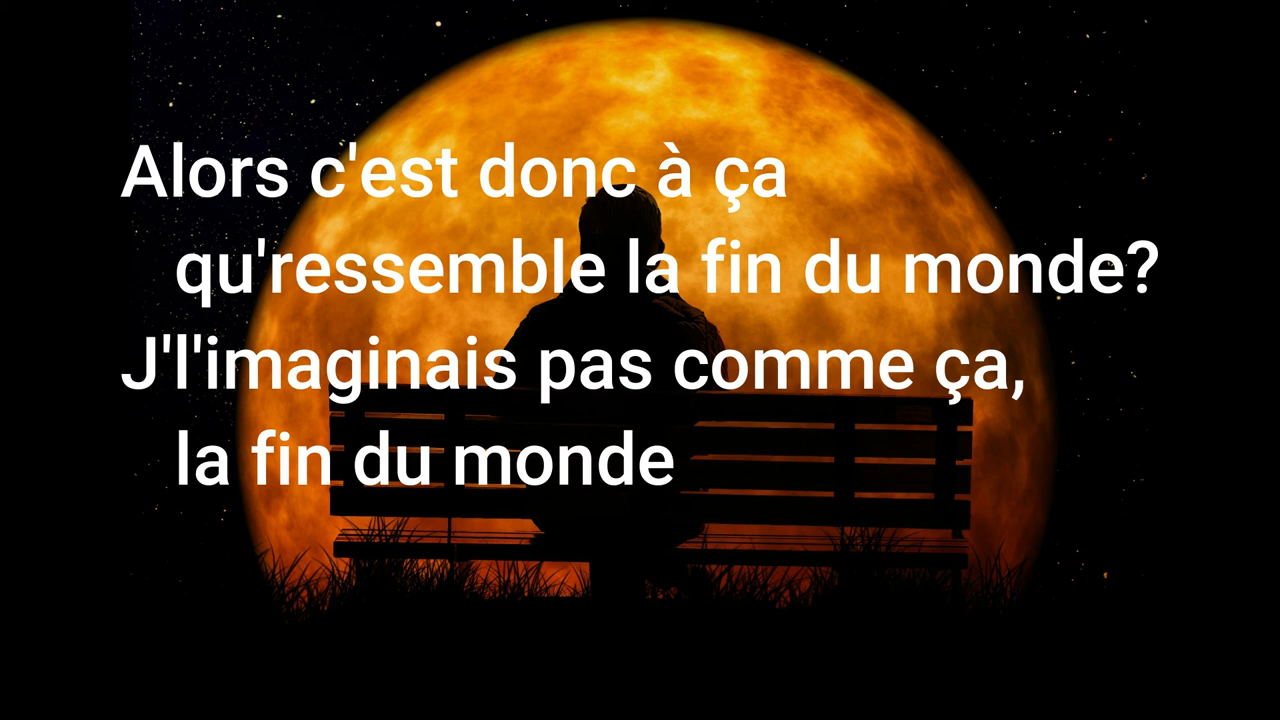 Alors c'est donc à ça
qu'ressemble la fin du monde?
J'l'imaginais pas comme ça,
la fin du monde